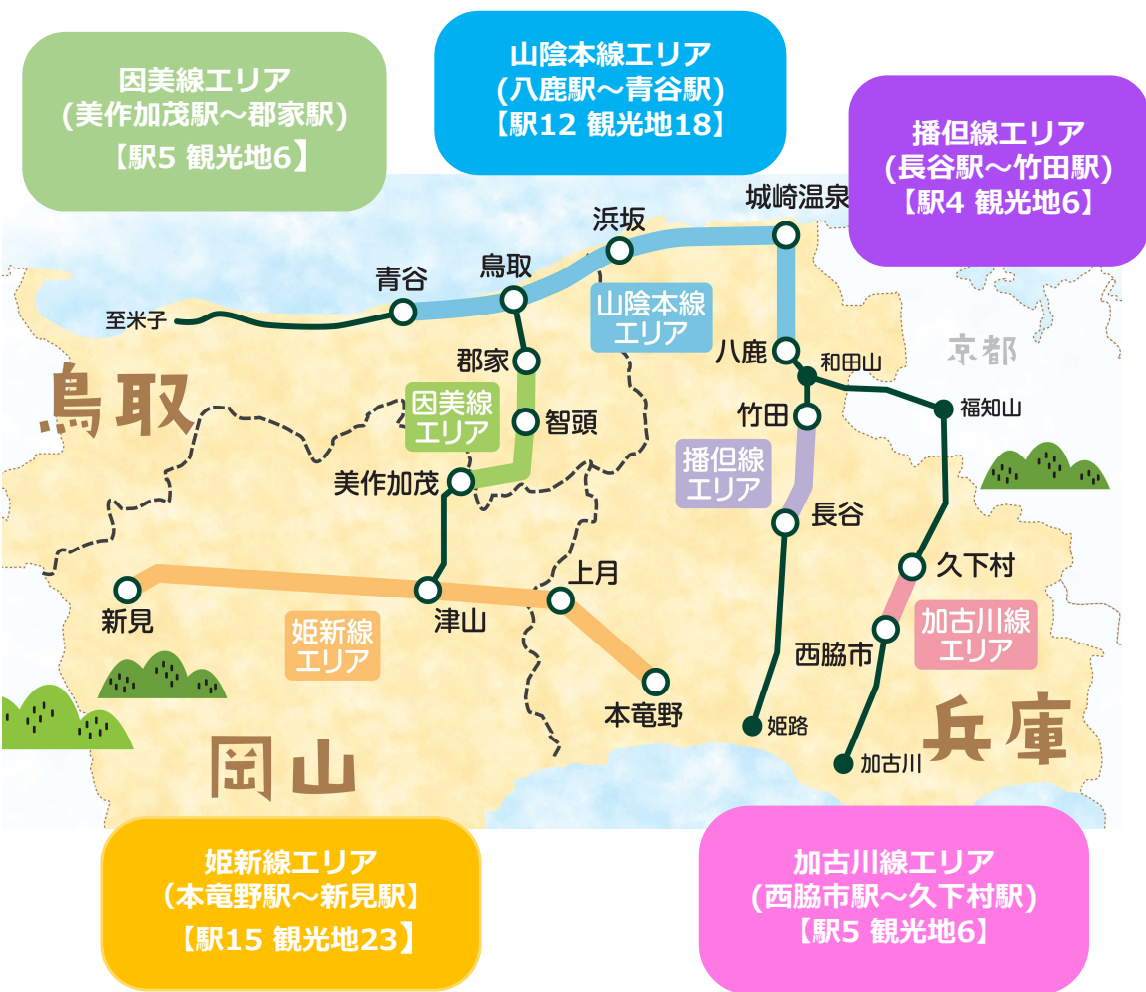 因美線エリア
(美作加茂駅～郡家駅)
【駅5 観光地6】
山陰本線エリア
(八鹿駅～青谷駅)
【駅12 観光地18】
播但線エリア
(長谷駅～竹田駅)
【駅4 観光地6】
城崎温泉
浜坂
鳥取
青谷
至米子
山陰本線
エリア
八鹿
和田山
京都
郡家
鳥取
因美線
エリア
智頭
竹田
福知山
播但線
エリア
美作加茂
長谷
久下村
上月
新見
津山
姫新線
エリア
加古川線
エリア
西脇市
本竜野
姫路
兵庫
岡山
加古川
姫新線エリア
（本竜野駅～新見駅】
【駅15 観光地23】
加古川線エリア
(西脇市駅～久下村駅)
【駅5 観光地6】